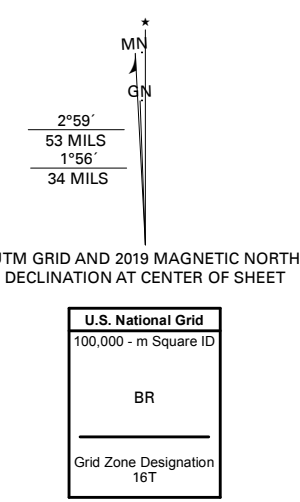 ★
MN
GN
2°59´
53 MILS
1°56´
34 MILS
UTM GRID AND 2019 MAGNETIC NORTH
DECLINATION AT CENTER OF SHEET
U.S. National Grid
100,000 - m Square ID
BR
Grid Zone Designation
16T